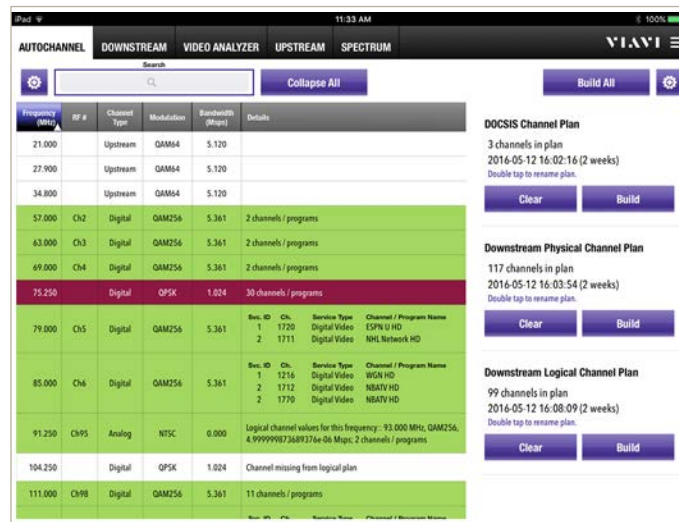 iPad
11:33 AM
100%
AUTOCHANNEL DOWNSTREAM VIDEO ANALYZER UPSTREAM SPECTRUM
VIAVI
Search
Collapse All
Build All
Frequency (MHz) RF # Channel Type Modulation Bandwidth (Msps) Details
21.000 Upstream QAM64 5.120
27.900 Upstream QAM64 5.120
34.800 Upstream QAM64 5.120
57.000 Ch2 Digital QAM256 5.361 2 channels / programs
63.000 Ch3 Digital QAM256 5.361 2 channels / programs
69.000 Ch4 Digital QAM256 5.361 2 channels / programs
75.250 Digital QPSK 1.024 30 channels / programs
79.000 Ch5 Digital QAM256 5.361
Svc. ID Ch. Service Type Channel / Program Name
1 1720 Digital Video ESPN U HD
2 1711 Digital Video NHL Network HD
85.000 Ch6 Digital QAM256 5.361
Svc. ID Ch. Service Type Channel / Program Name
1 1216 Digital Video WGN HD
2 1712 Digital Video NBATV HD
2 1770 Digital Video NBATV HD
91.250 Ch95 Analog NTSC 0.000
Logical channel values for this frequency:: 93.000 MHz, QAM256,
4.999999873689376e-06 Msps; 2 channels / programs
104.250 Digital QPSK 1.024 Channel missing from logical plan
111.000 Ch98 Digital QAM256 5.361 11 channels / programs
Svc. ID Ch. Service Type Channel / Program Name
DOCSIS Channel Plan
3 channels in plan
2016-05-12 16:02:16 (2 weeks)
Double tap to rename plan.
Clear Build
Downstream Physical Channel Plan
117 channels in plan
2016-05-12 16:03:54 (2 weeks)
Double tap to rename plan.
Clear Build
Downstream Logical Channel Plan
99 channels in plan
2016-05-12 16:08:09 (2 weeks)
Double tap to rename plan.
Clear Build